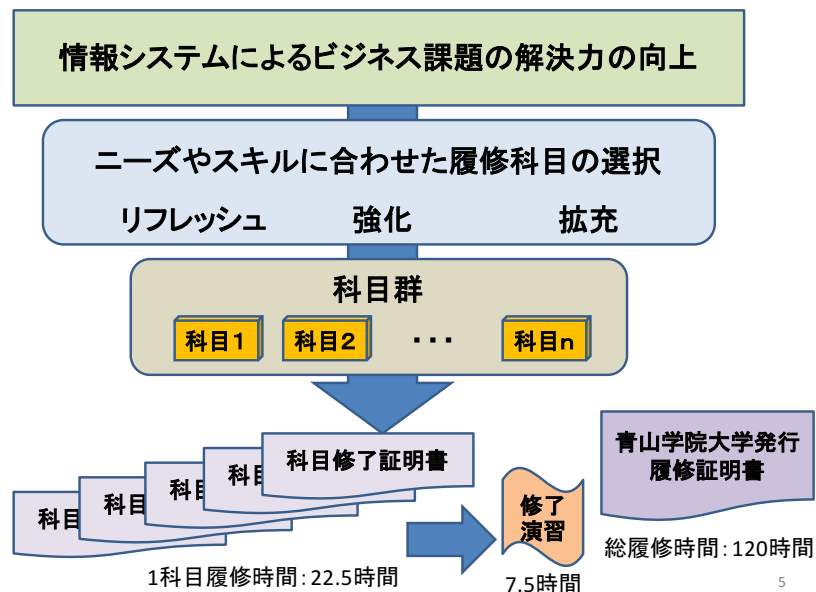 情報システムによるビジネス課題の解決力の向上
ニーズやスキルに合わせた履修科目の選択
リフレッシュ 強化 拡充
科目群
科目1 科目2 ・・・ 科目n
科目修了証明書
科目
科目
科目
科目
1科目履修時間：22.5時間
修了
演習
7.5時間
青山学院大学発行
履修証明書
総履修時間：120時間
5